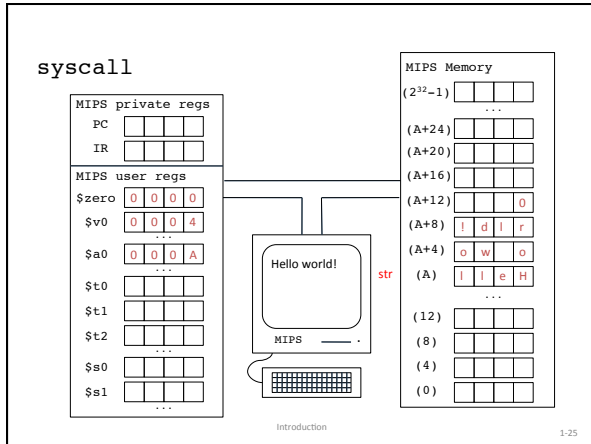 syscall
MIPS private regs
PC
IR
MIPS user regs
$zero 0 0 0 0
$v0 0 0 0 4
...
$a0 0 0 0 A
...
$t0
$t1
$t2
...
$s0
$s1
...
Hello world!
MIPS
str
MIPS Memory
(2³²-1)
...
(A+24)
(A+20)
(A+16)
(A+12) 0
(A+8) ! d l r
(A+4) o w o
(A) l l e H
...
(12)
(8)
(4)
(0)
Introduction
1-25